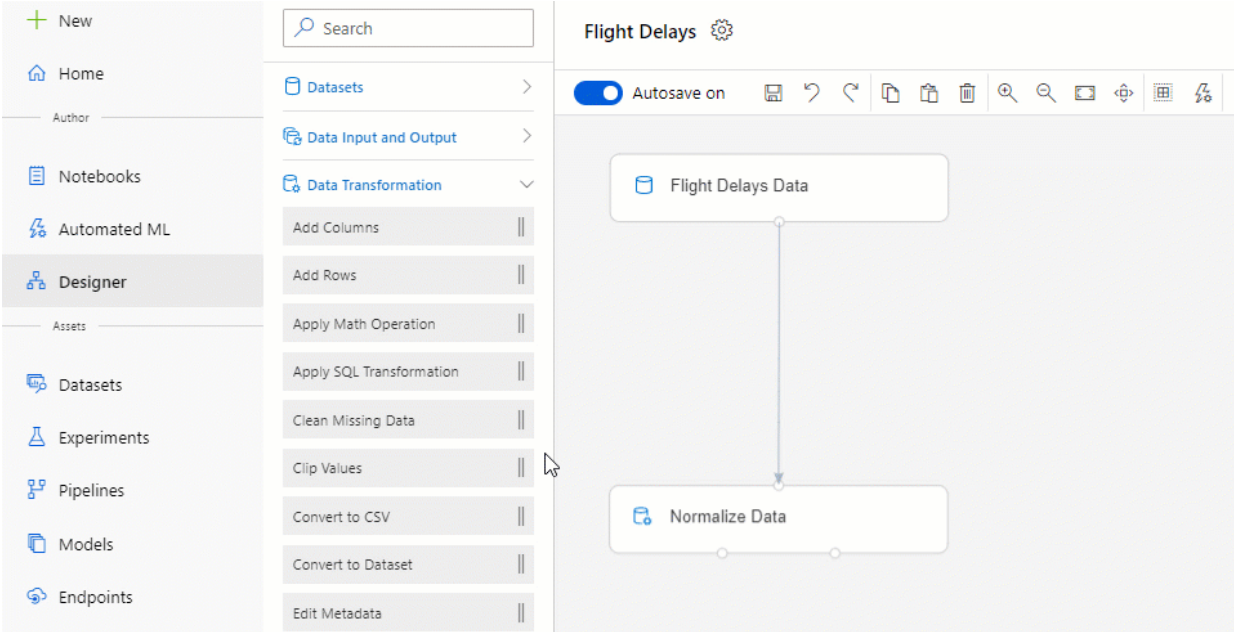 New
Home
Author
Notebooks
Automated ML
Designer
Assets
Datasets
Experiments
Pipelines
Models
Endpoints
Search
Datasets
Data Input and Output
Data Transformation
Add Columns
Add Rows
Apply Math Operation
Apply SQL Transformation
Clean Missing Data
Clip Values
Convert to CSV
Convert to Dataset
Edit Metadata
Flight Delays
Autosave on
Flight Delays Data
Normalize Data